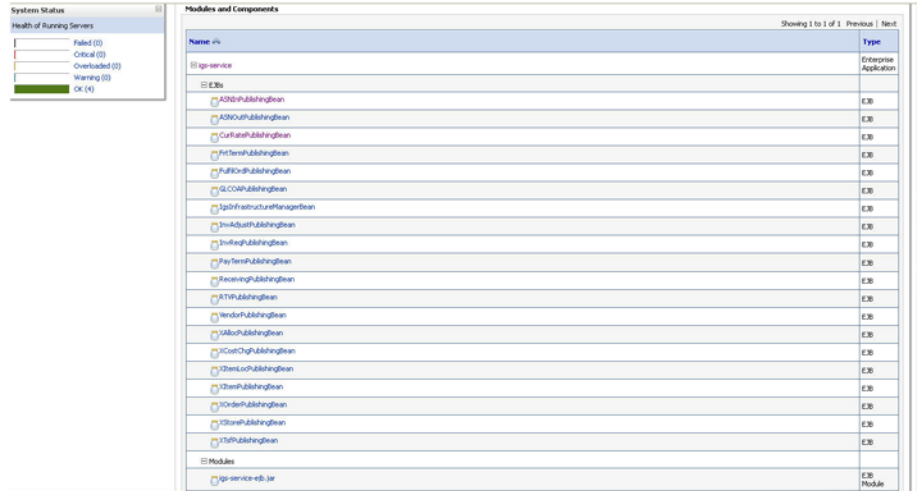 System Status
Health of Running Servers
Failed (0)
Critical (0)
Overloaded (0)
Warning (0)
OK (4)
Modules and Components
Showing 1 to 1 of 1 Previous | Next
Name Type
igs-service Enterprise Application
EJBs
ASNInPublishingBean EJB
ASNOutPublishingBean EJB
CurRatePublishingBean EJB
FrtTermPublishingBean EJB
FulfilOrdPublishingBean EJB
GLCOAPublishingBean EJB
IgsInfrastructureManagerBean EJB
InvAdjustPublishingBean EJB
InvReqPublishingBean EJB
PayTermPublishingBean EJB
ReceivingPublishingBean EJB
RTVPublishingBean EJB
VendorPublishingBean EJB
XAllocPublishingBean EJB
XCostChgPublishingBean EJB
XItemLocPublishingBean EJB
XItemPublishingBean EJB
XOrderPublishingBean EJB
XStorePublishingBean EJB
XTsfPublishingBean EJB
Modules
igs-service-ejb.jar EJB Module